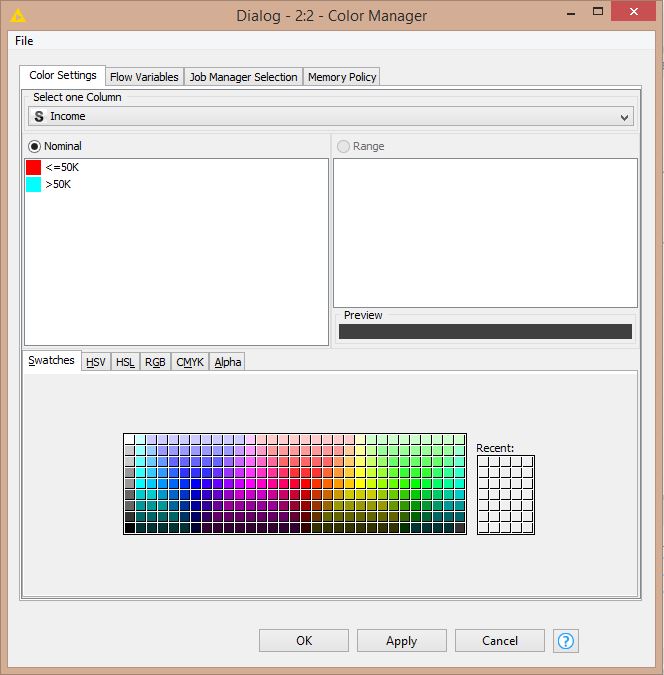 Dialog - 2:2 - Color Manager
File
Color Settings Flow Variables Job Manager Selection Memory Policy
Select one Column
S Income
Nominal Range
<=50K
>50K
Preview
Swatches HSV HSL RGB CMYK Alpha
Recent:
OK Apply Cancel ?